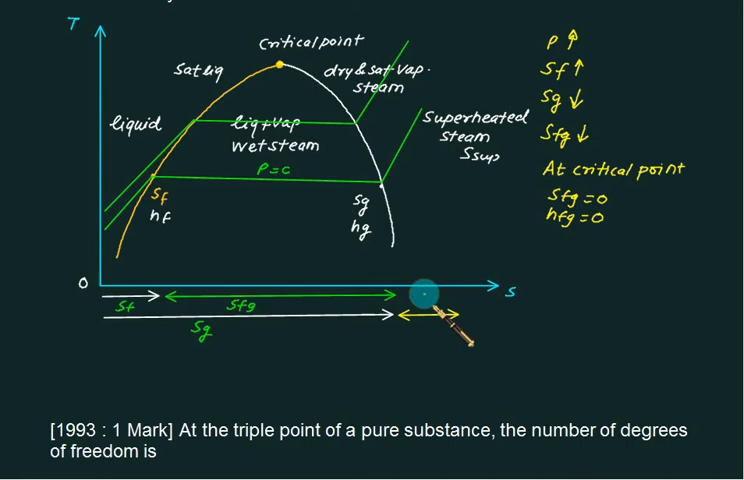 T
Critical point
P ↑
Sat liq
dry & sat vap.
steam
Sf ↑
Sg ↓
liquid
liq+vap
wet steam
Superheated
steam
Ssup
Sfg ↓
P=c
At critical point
Sf
hf
Sg
hg
Sfg = 0
hfg = 0
0
S
Sf
Sfg
Sg
[1993 : 1 Mark] At the triple point of a pure substance, the number of degrees
of freedom is